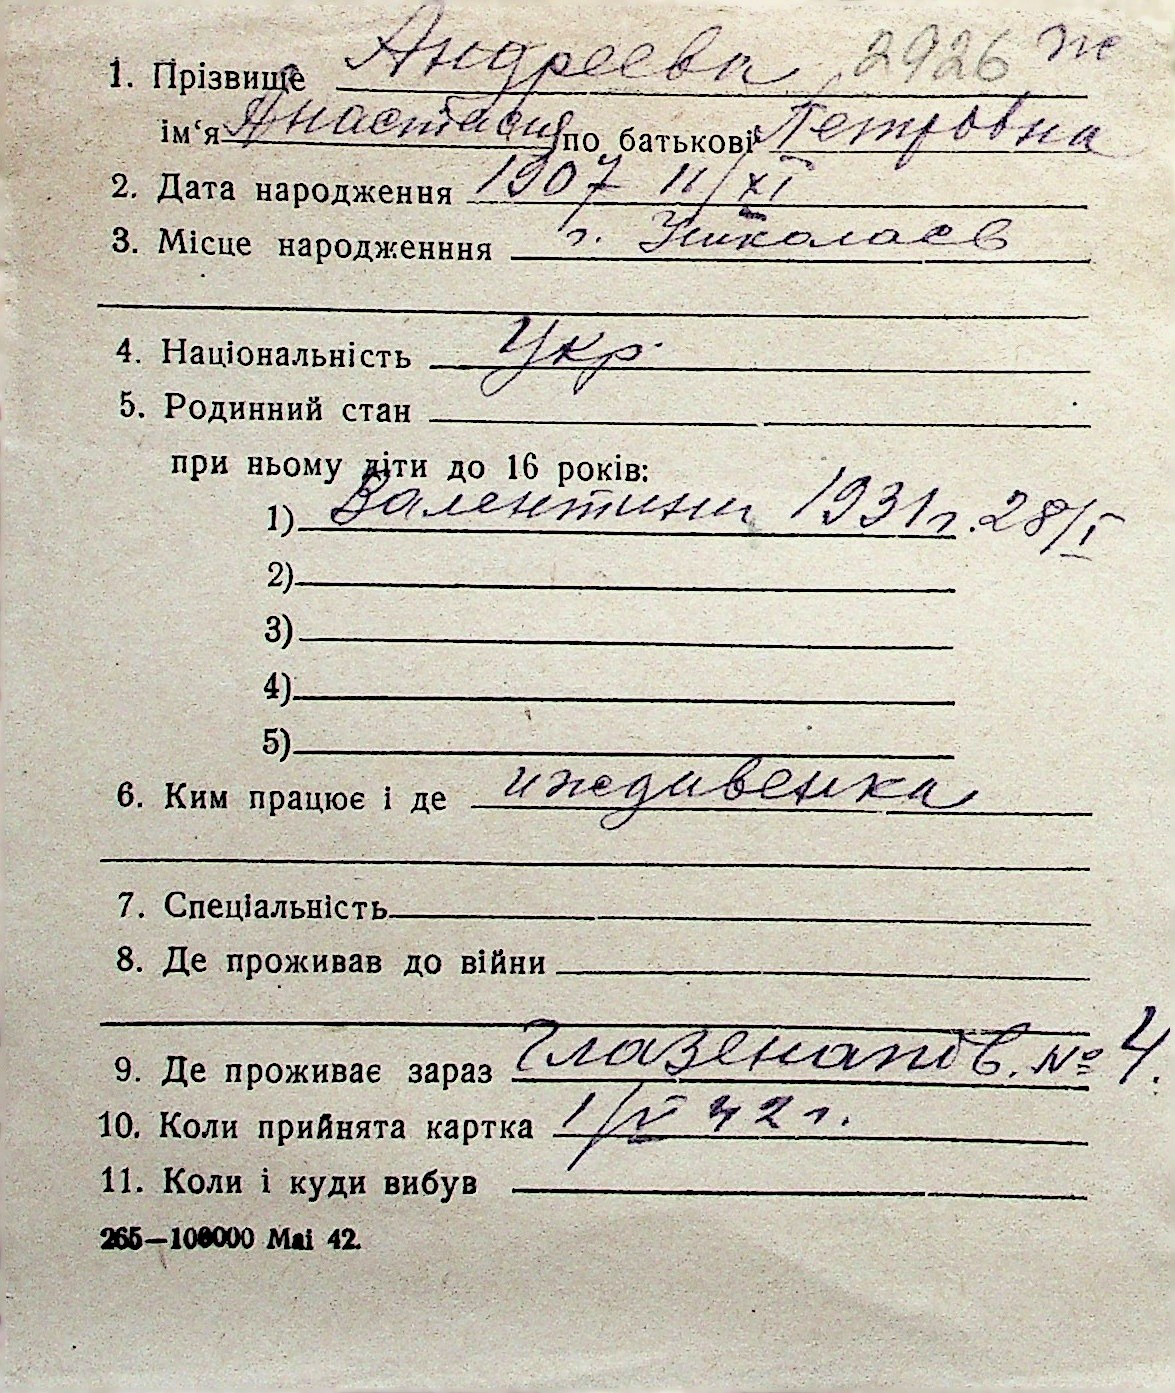 1. Прізвище Андреева 2926 ж
ім‘я Анастасия по батькові Петровна
2. Дата народження 1907 11/XI
3. Місце народженння г. Николаев
4. Національність Укр.
5. Родинний стан
при ньому діти до 16 років:
1) Валентина 1931 г. 28/I
2)
3)
4)
5)
6. Ким працює і де иждивенка
7. Спеціальність
8. Де проживав до війни
9. Де проживає зараз Глазенапов. № 4.
10. Коли прийнята картка 1/V 42 г.
11. Коли і куди вибув
265—100000 Маі 42.